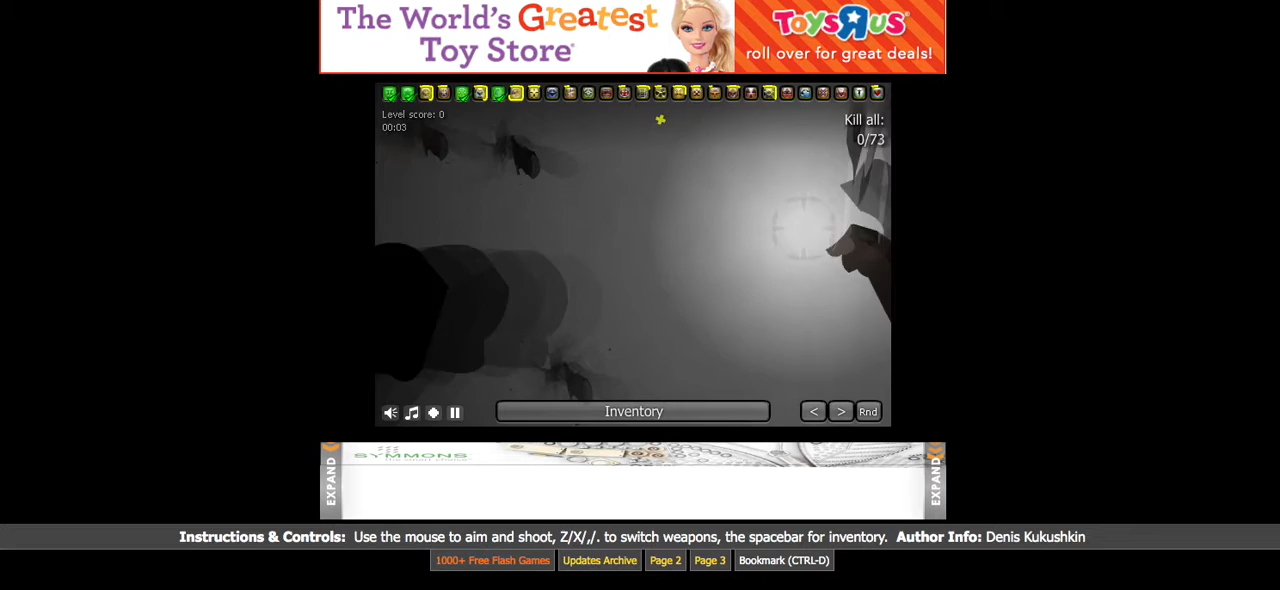 The World's Greatest
Toy Store
TOYSRUS
roll over for great deals!
Level score: 0
00:03
Kill all:
0/73
Inventory
<
>
Rnd
EXPAND
SYMMONS
EXPAND
Instructions & Controls: Use the mouse to aim and shoot, Z/X/,/. to switch weapons, the spacebar for inventory. Author Info: Denis Kukushkin
1000+ Free Flash Games
Updates Archive
Page 2
Page 3
Bookmark (CTRL-D)